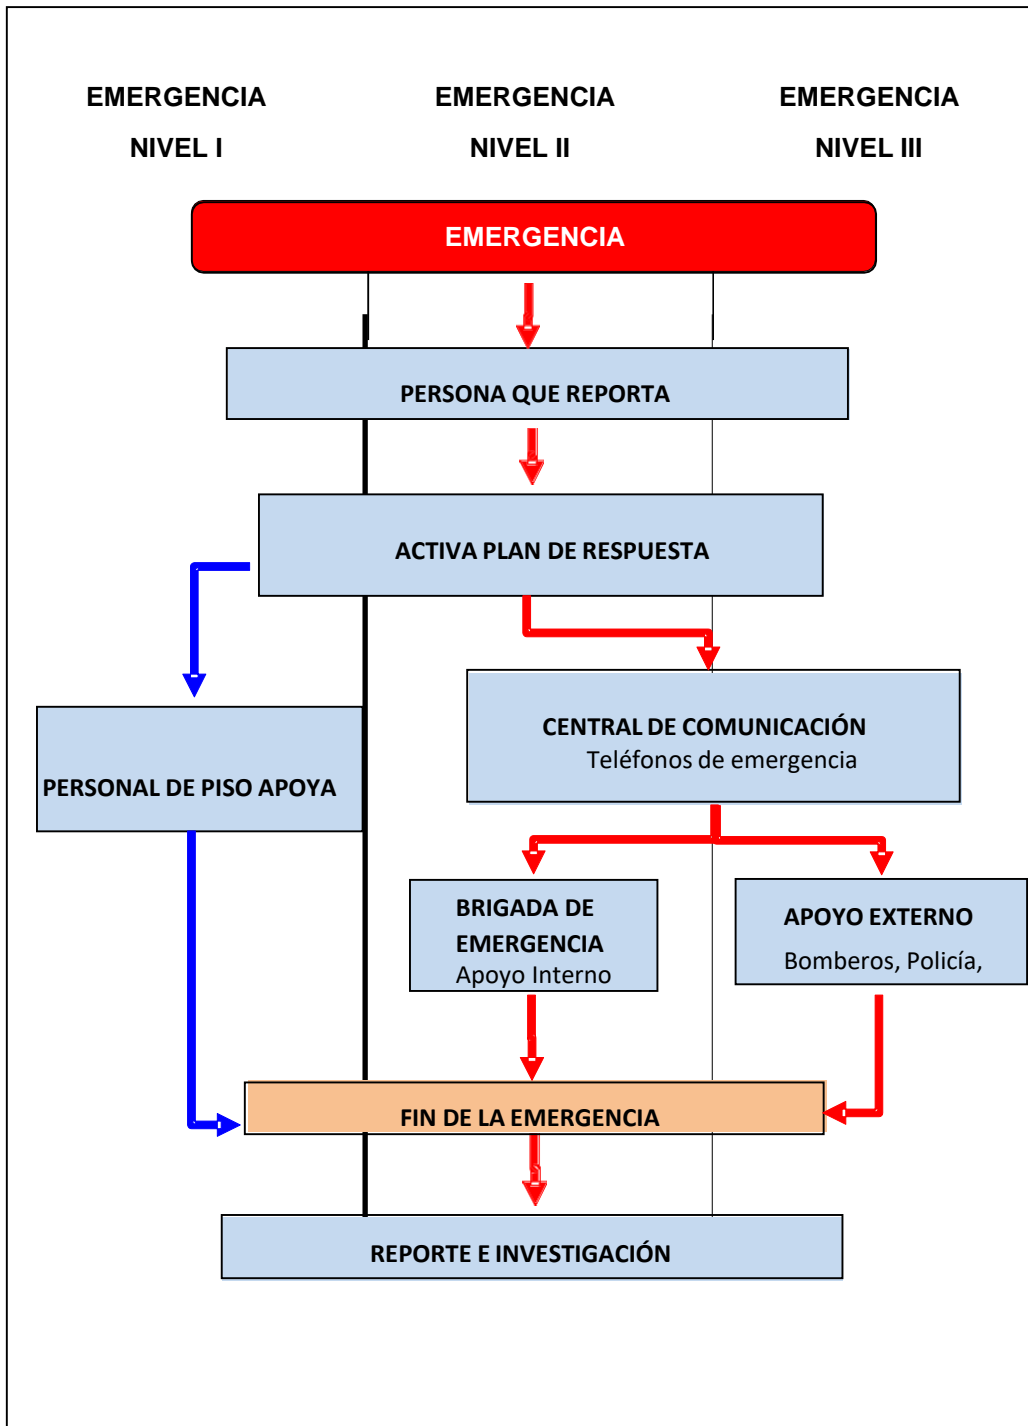 EMERGENCIA
NIVEL I
EMERGENCIA
NIVEL II
EMERGENCIA
NIVEL III
EMERGENCIA
PERSONA QUE REPORTA
ACTIVA PLAN DE RESPUESTA
PERSONAL DE PISO APOYA
CENTRAL DE COMUNICACIÓN
Teléfonos de emergencia
BRIGADA DE
EMERGENCIA
Apoyo Interno
APOYO EXTERNO
Bomberos, Policía,
FIN DE LA EMERGENCIA
REPORTE E INVESTIGACIÓN